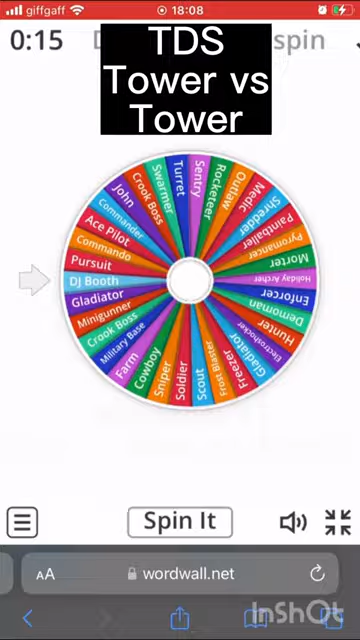 giffgaff 18:08
0:15 D spin
TDS
Tower vs
Tower
Turret
Sentry
Rocketeer
Outlaw
Medic
Shredder
Paintballer
Pyromancer
Morter
Holiday Archer
Enforcer
Demoman
Hunter
Electroshocker
Gladiator
Freezer
Frost Blaster
Scout
Soldier
Sniper
Cowboy
Farm
Military Base
Crook Boss
Minigunner
Gladiator
DJ Booth
Pursuit
Commando
Ace Pilot
Commander
John
Crook Boss
Swarmer
Spin It
AA wordwall.net
InShOt